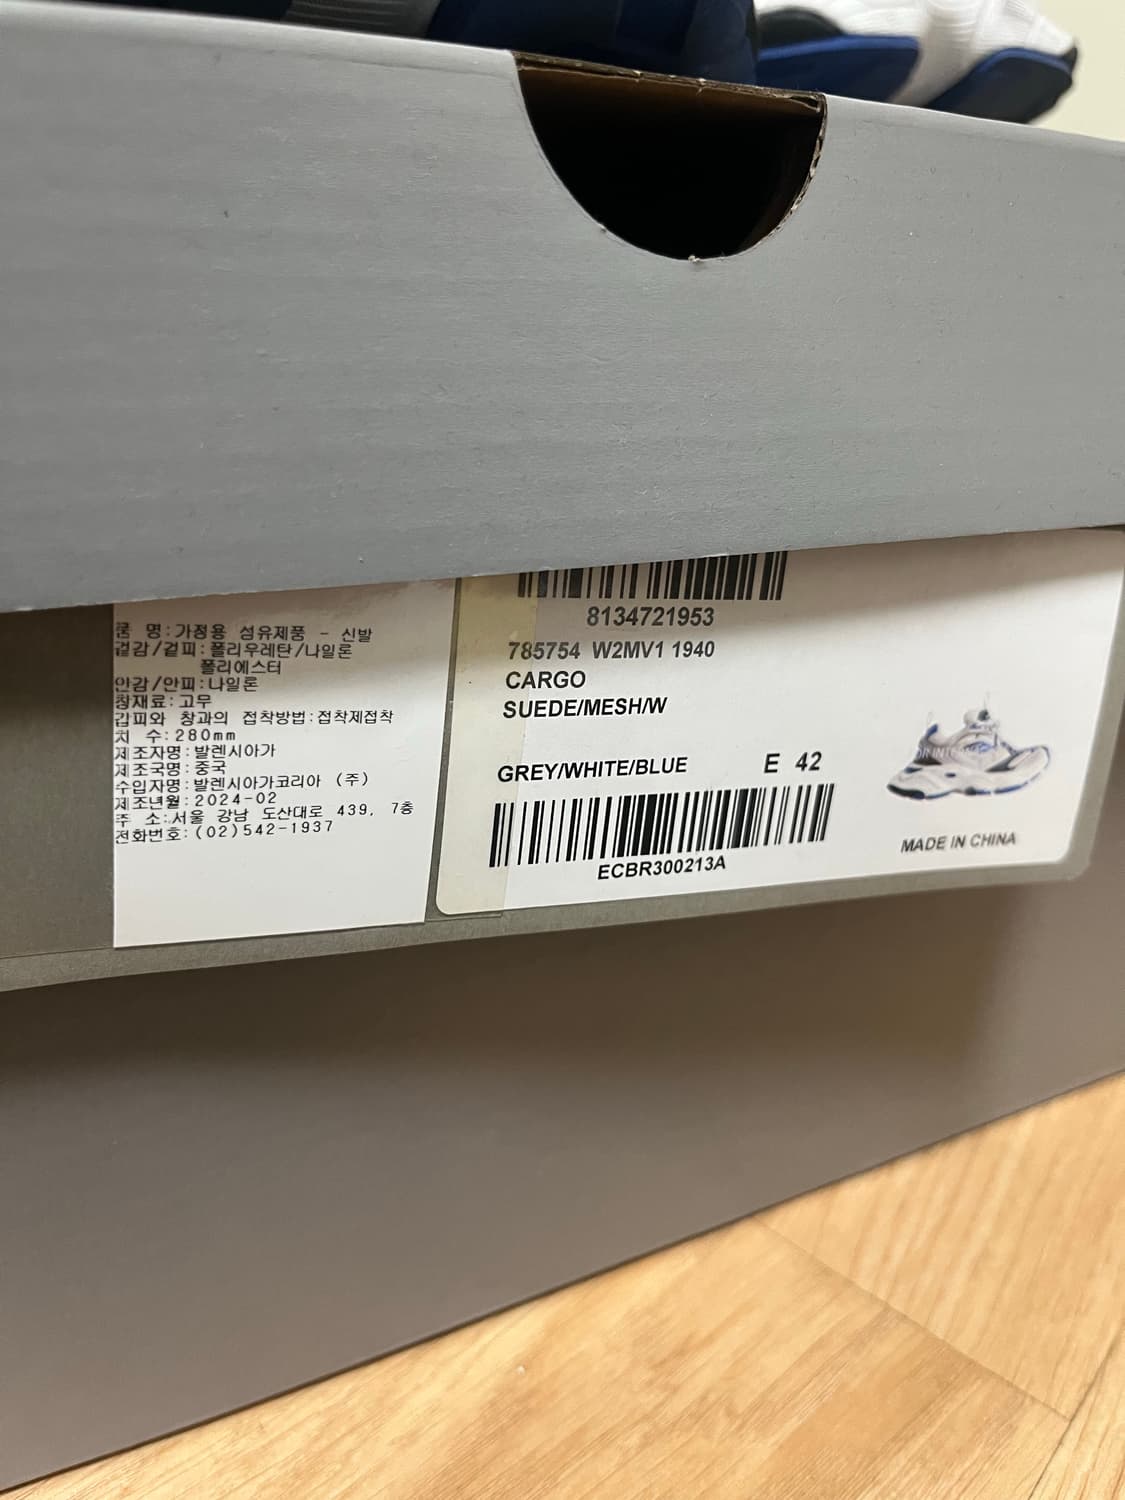 품 명:가정용 섬유제품 - 신발
겉감/겉피:폴리우레탄/나일론
폴리에스터
안감/안피:나일론
창재료:고무
갑피와 창과의 접착방법:접착제접착
치 수:280mm
제조자명:발렌시아가
제조국명:중국
수입자명:발렌시아가코리아 (주)
제조년월:2024-02
주 소:서울 강남 도산대로 439, 7층
전화번호:(02)542-1937
8134721953
785754 W2MV1 1940
CARGO
SUEDE/MESH/W
GREY/WHITE/BLUE E 42
ECBR300213A
MADE IN CHINA